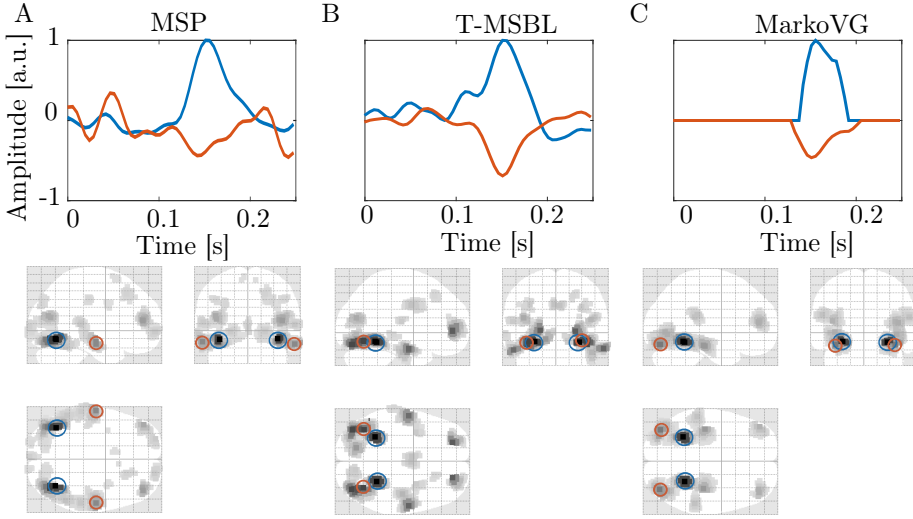 A MSP B T-MSBL C MarkoVG
Amplitude [a.u.]
1
0
-1
0 0.1 0.2 0 0.1 0.2 0 0.1 0.2
Time [s] Time [s] Time [s]